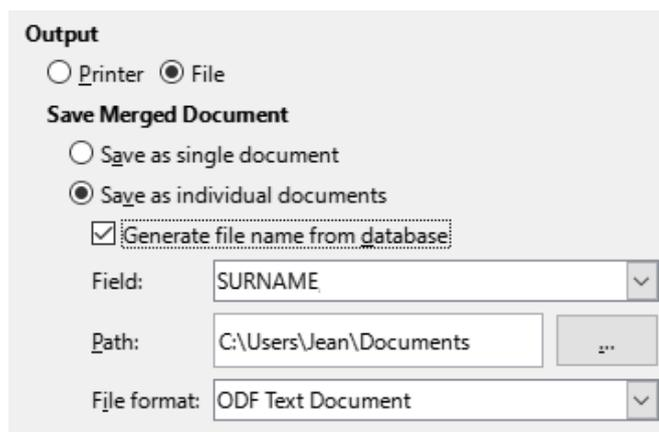 Output
Printer File
Save Merged Document
Save as single document
Save as individual documents
Generate file name from database
Field: SURNAME
Path: C:\Users\Jean\Documents ...
File format: ODF Text Document